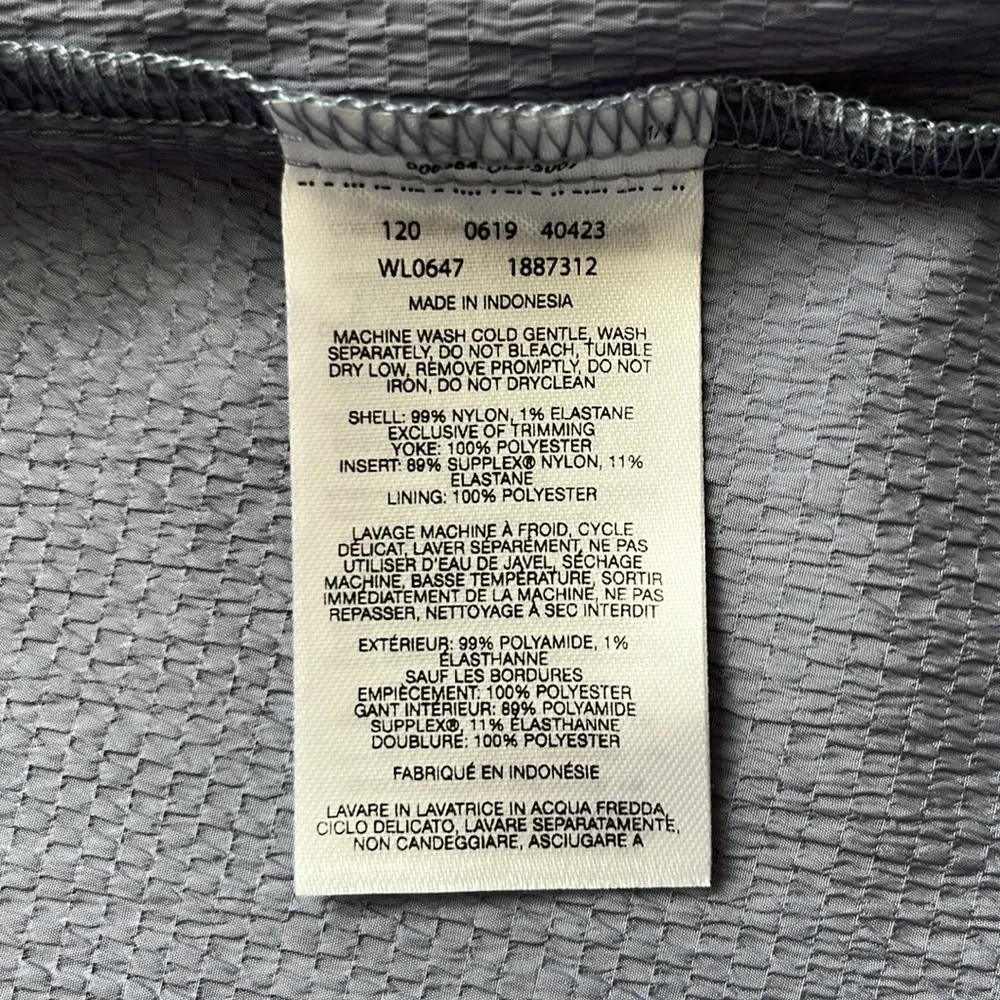 120 0619 40423
WL0647 1887312
MADE IN INDONESIA
MACHINE WASH COLD GENTLE, WASH
SEPARATELY, DO NOT BLEACH, TUMBLE
DRY LOW, REMOVE PROMPTLY, DO NOT
IRON, DO NOT DRYCLEAN
SHELL: 99% NYLON, 1% ELASTANE
EXCLUSIVE OF TRIMMING
YOKE: 100% POLYESTER
INSERT: 89% SUPPLEX® NYLON, 11%
ELASTANE
LINING: 100% POLYESTER
LAVAGE MACHINE À FROID, CYCLE
DÉLICAT, LAVER SÉPARÉMENT, NE PAS
UTILISER D'EAU DE JAVEL, SÉCHAGE
MACHINE, BASSE TEMPÉRATURE, SORTIR
IMMÉDIATEMENT DE LA MACHINE, NE PAS
REPASSER, NETTOYAGE À SEC INTERDIT
EXTÉRIEUR: 99% POLYAMIDE, 1%
ÉLASTHANNE
SAUF LES BORDURES
EMPIÈCEMENT: 100% POLYESTER
GANT INTÉRIEUR: 89% POLYAMIDE
SUPPLEX®, 11% ÉLASTHANNE
DOUBLURE: 100% POLYESTER
FABRIQUÉ EN INDONÉSIE
LAVARE IN LAVATRICE IN ACQUA FREDDA,
CICLO DELICATO, LAVARE SEPARATAMENTE,
NON CANDEGGIARE, ASCIUGARE A